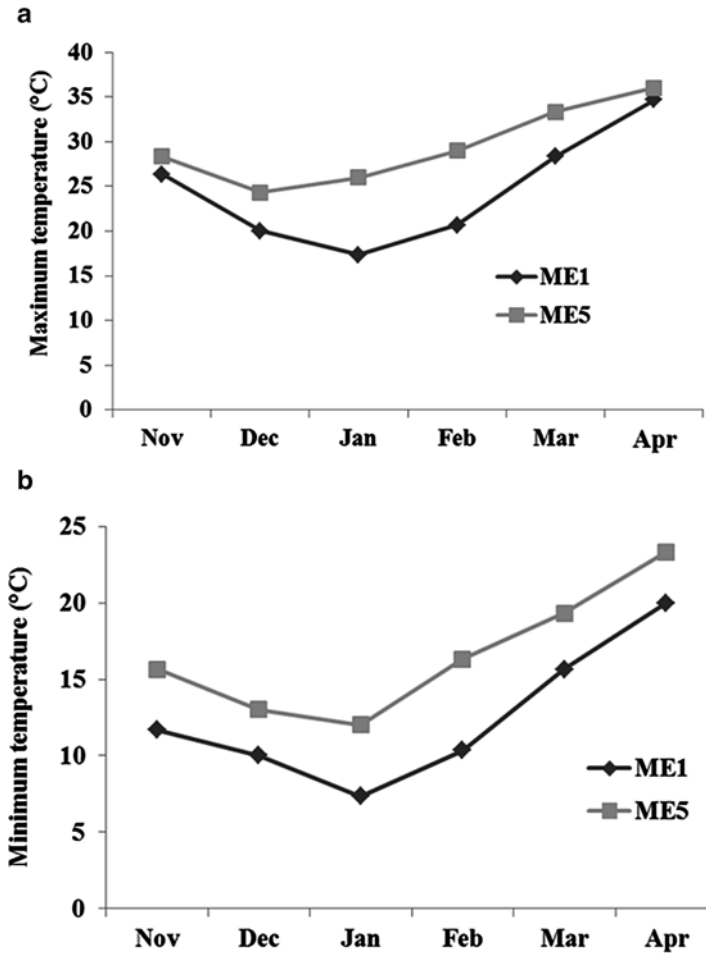 a
Maximum temperature (°C)
40
35
30
25
20
15
10
5
0
ME1
ME5
Nov Dec Jan Feb Mar Apr
b
Minimum temperature (°C)
25
20
15
10
5
0
ME1
ME5
Nov Dec Jan Feb Mar Apr